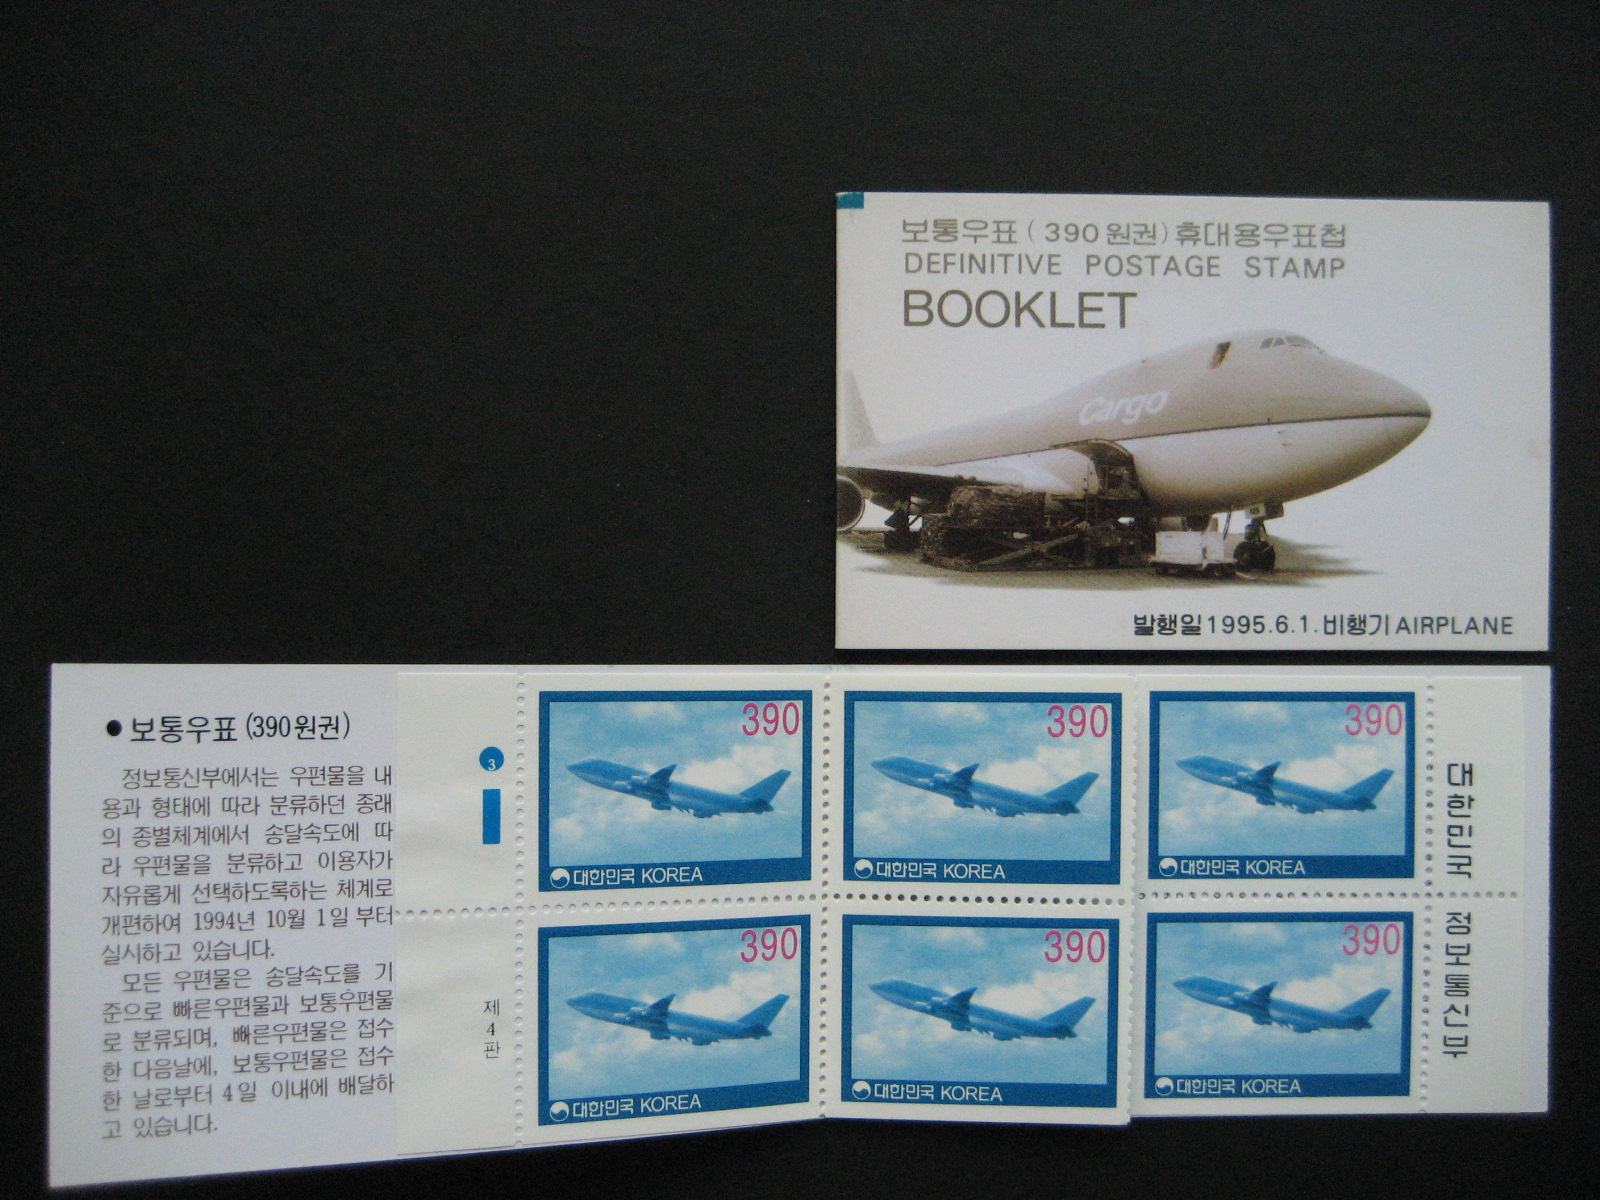 보통우표 ( 390 원권) 휴대용우표첩
DEFINITIVE POSTAGE STAMP
BOOKLET
Cargo
발행일 1995.6.1. 비행기 AIRPLANE
● 보통우표 (390 원권)
정보통신부에서는 우편물을 내
용과 형태에 따라 분류하던 종래
의 종별체계에서 송달속도에 따
라 우편물을 분류하고 이용자가
자유롭게 선택하도록하는 체계로
개편하여 1994년 10월 1일 부터
실시하고 있습니다.
모든 우편물은 송달속도를 기
준으로 빠른우편물과 보통우편물
로 분류되며, 빠른우편물은 접수
한 다음날에, 보통우편물은 접수
한 날로부터 4일 이내에 배달하
고 있습니다.
3
제4판
390
대한민국 KOREA
390
대한민국 KOREA
390
대한민국 KOREA
390
대한민국 KOREA
390
대한민국 KOREA
390
대한민국 KOREA
대한민국
정보통신부